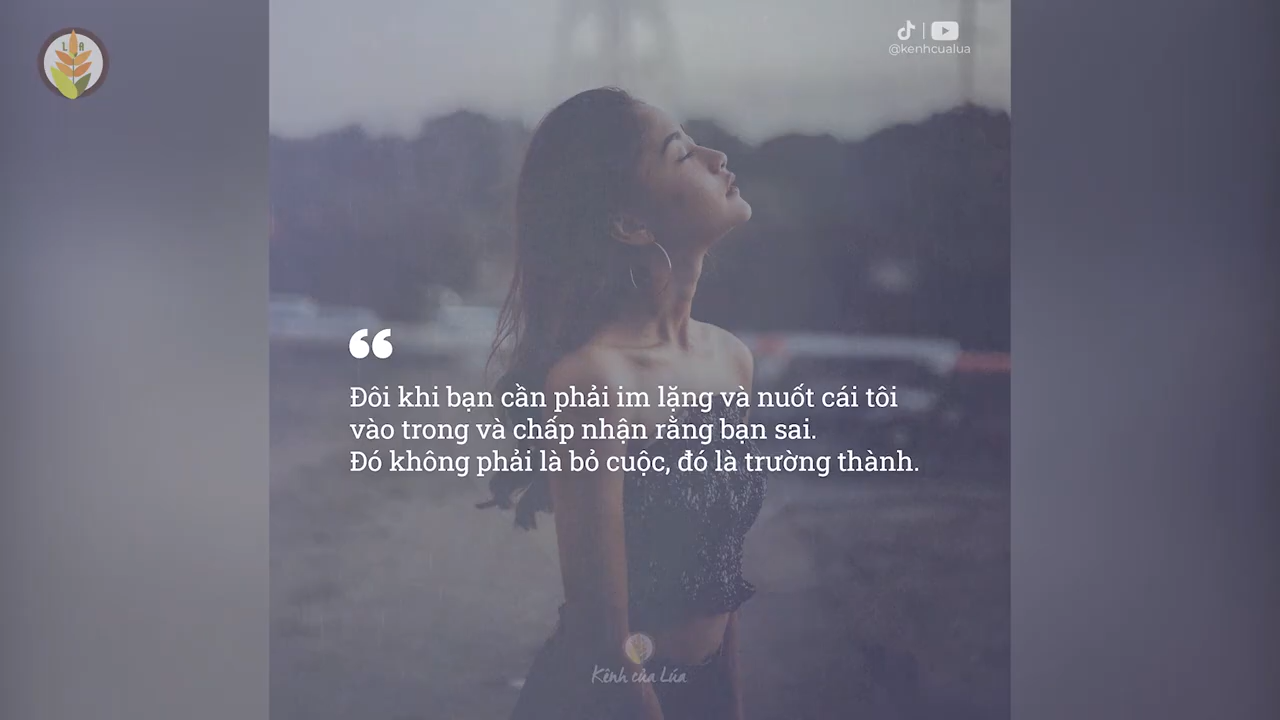 L A
@kenhcualua
Đôi khi bạn cần phải im lặng và nuốt cái tôi
vào trong và chấp nhận rằng bạn sai.
Đó không phải là bỏ cuộc, đó là trường thành.
Kênh của Lúa